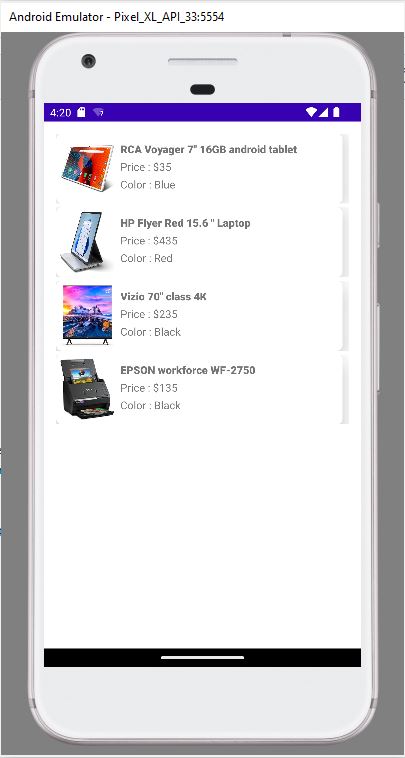 Android Emulator - Pixel_XL_API_33:5554
4:20
RCA Voyager 7" 16GB android tablet
Price : $35
Color : Blue
HP Flyer Red 15.6 " Laptop
Price : $435
Color : Red
Vizio 70" class 4K
Price : $235
Color : Black
EPSON workforce WF-2750
Price : $135
Color : Black